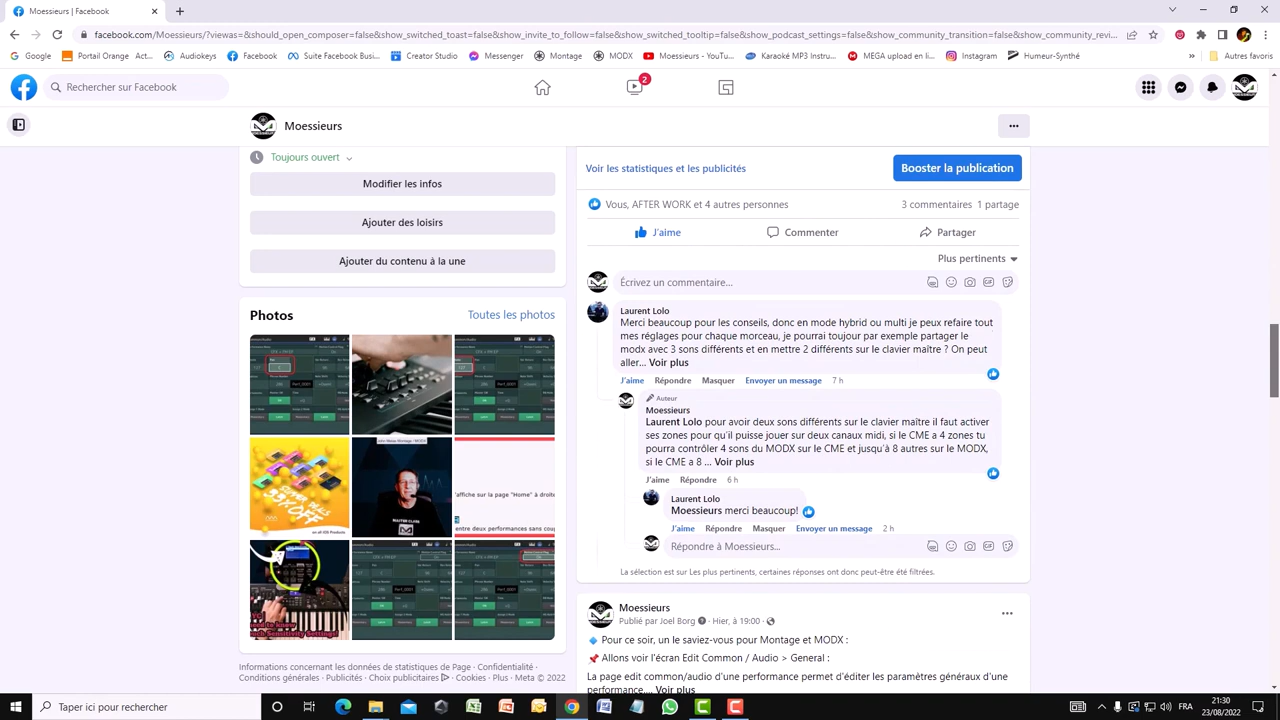 Moessieurs | Facebook
facebook.com/Moessieurs/?viewas=&should_open_composer=false&show_switched_toast=false&show_invite_to_follow=false&show_switched_tooltip=false&show_podcast_settings=false&show_community_transition=false&show_community_revi...
Google Portail Orange Act... Audiokeys Facebook Suite Facebook Busi... Creator Studio Messenger Montage MODX Moessieurs - YouTu... Karaoké MP3 Instru... MEGA upload en li... Instagram Humeur-Synthé » Autres favoris
Rechercher sur Facebook
2
Moessieurs
Toujours ouvert
Modifier les infos
Ajouter des loisirs
Ajouter du contenu à la une
Photos Toutes les photos
'affiche sur la page "Home" à droite
entre deux performances sans coup
Informations concernant les données de statistiques de Page · Confidentialité ·
Conditions générales · Publicités · Choix publicitaires · Cookies · Plus · Meta © 2022
Voir les statistiques et les publicités Booster la publication
Vous, AFTER WORK et 4 autres personnes 3 commentaires 1 partage
J'aime Commenter Partager
Plus pertinents
Écrivez un commentaire...
Laurent Lolo
Merci beaucoup pour les conseils, donc en mode hybrid ou multi je peux refaire tout
mes réglages pour chaque morceau, je pourrai toujour par exemple partager le
modx avec 3 sons différents et en mettre 2 différents sur le clavier maître ? On peut
aller... Voir plus
J'aime Répondre Masquer Envoyer un message 7 h
Auteur
Moessieurs
Laurent Lolo pour avoir deux sons différents sur le clavier maître il faut activer
ses zones pour qu'il puisse jouer sur deux canaux midi, si le CME a 4 zones tu
pourra contrôler 4 sons du MODX sur le CME et jusqu'à 8 autres sur le MODX,
si le CME a 8 ... Voir plus
J'aime Répondre 6 h
Laurent Lolo
Moessieurs merci beaucoup!
J'aime Répondre Masquer Envoyer un message 2 h
Répondre à Moessieurs...
La sélection est sur Les plus pertinents, certaines réponses ont donc peut-être été filtrées.
Moessieurs
Publié par Joel Bon · Hier, à 19:00 ·
Pour ce soir, un le saviez-vous pour Montage et MODX :
Allons voir l'écran Edit Common / Audio > General :
La page edit common/audio d'une performance permet d'éditer les paramètres généraux d'une
performance.... Voir plus
Taper ici pour rechercher
FRA
21:30
23/08/2022